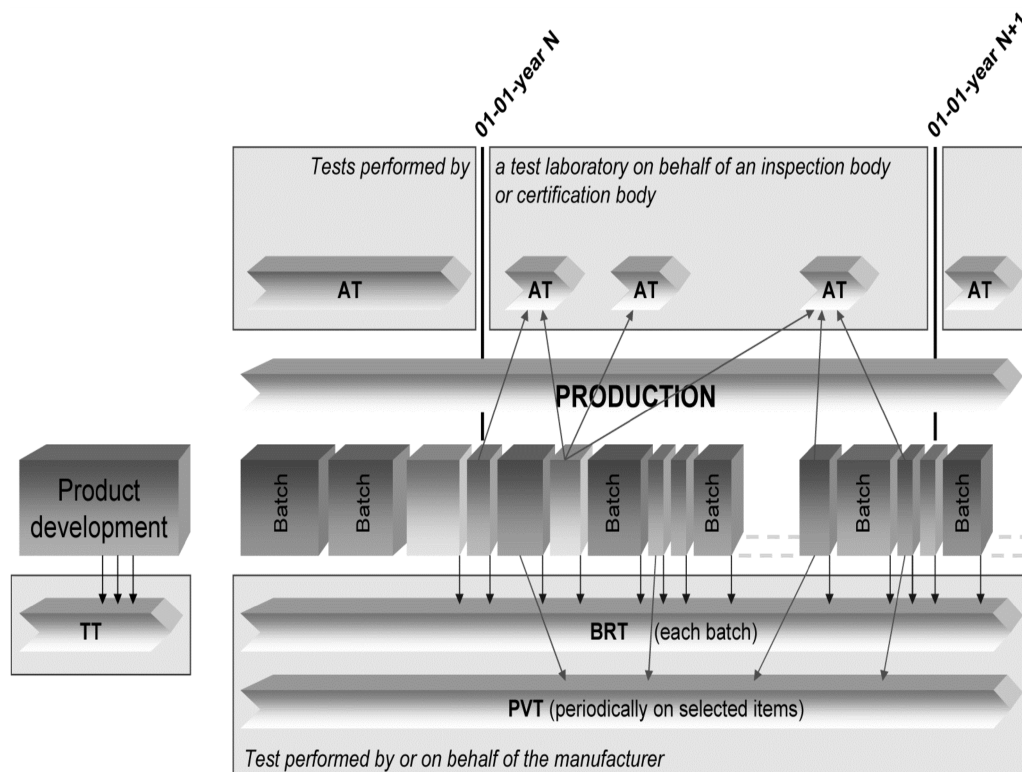 01-01-year N
01-01-year N+1
Tests performed by
a test laboratory on behalf of an inspection body
or certification body
AT
AT
AT
AT
AT
PRODUCTION
Product
development
Batch
Batch
Batch
Batch
Batch
Batch
TT
BRT (each batch)
PVT (periodically on selected items)
Test performed by or on behalf of the manufacturer